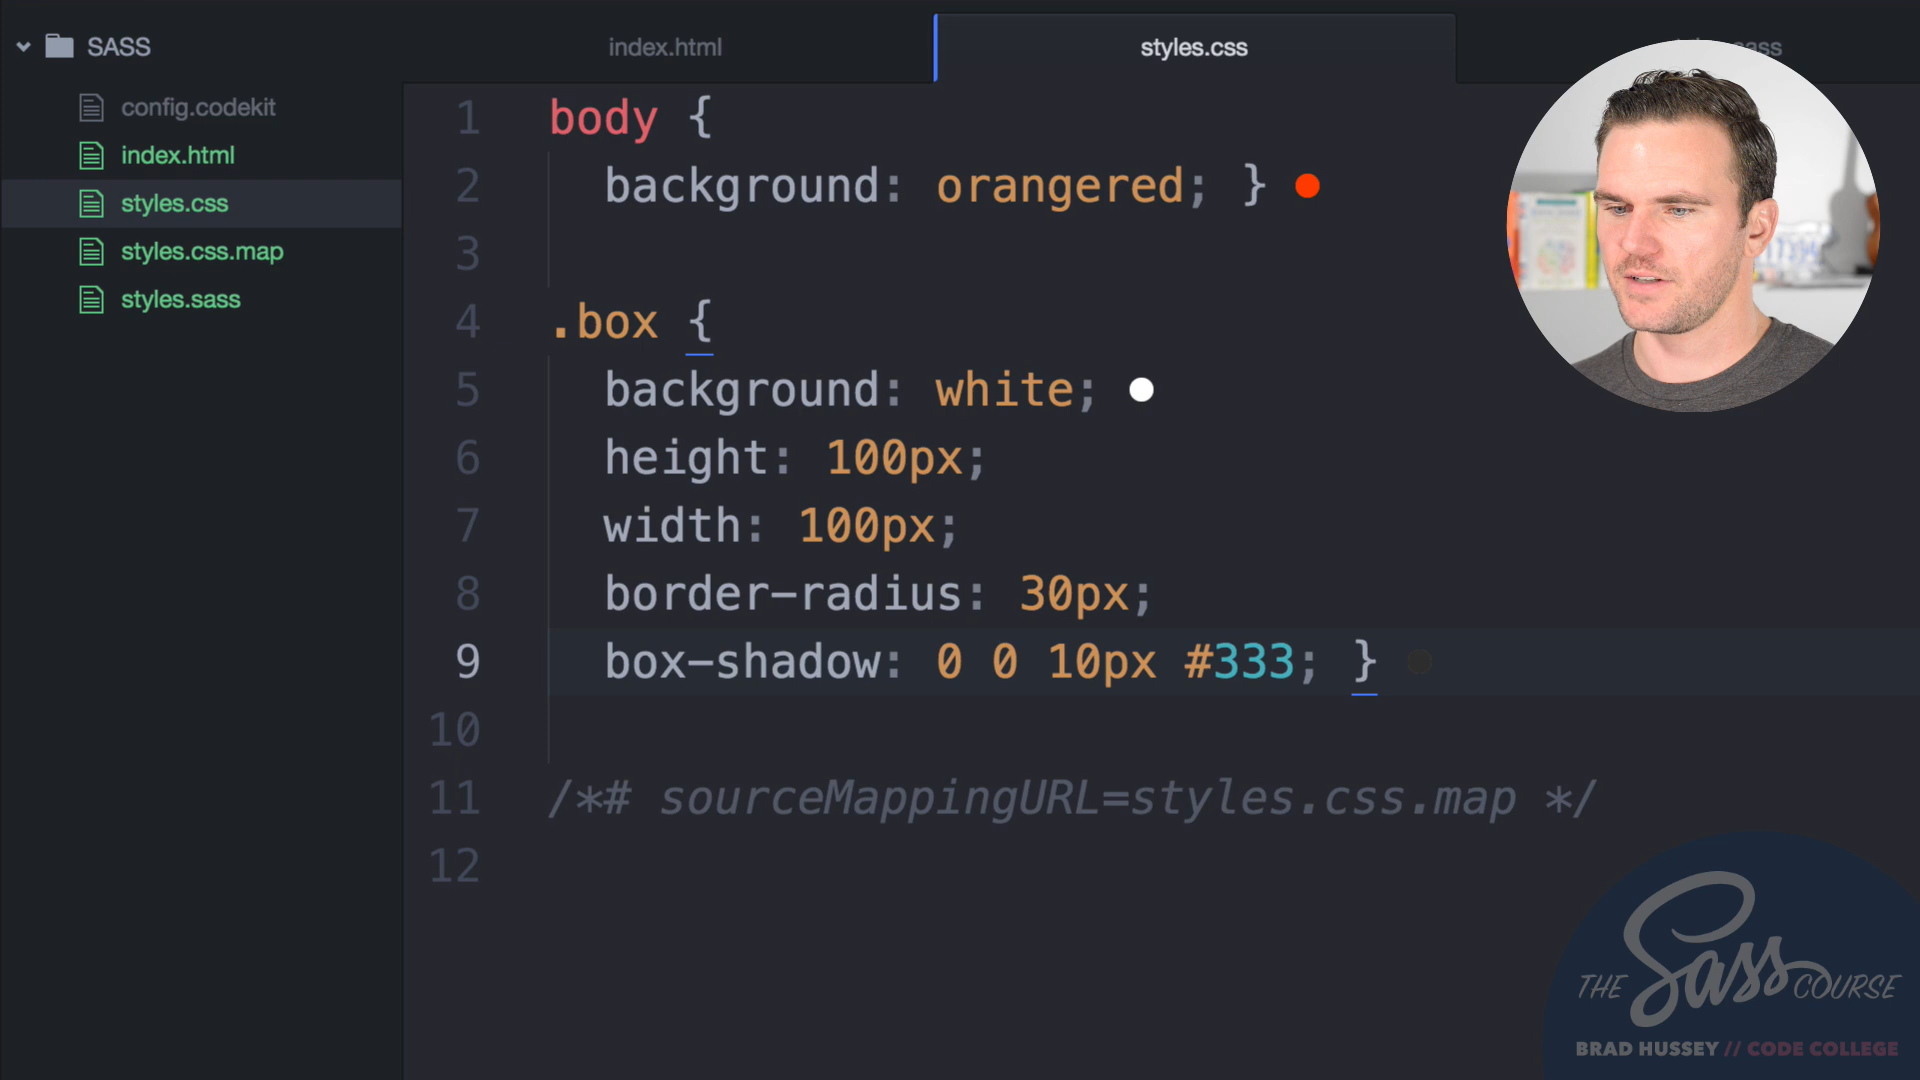 SASS
config.codekit
index.html
styles.css
styles.css.map
styles.sass
index.html
styles.css
sass
1 body {
2 background: orangered; }
3
4 .box {
5 background: white;
6 height: 100px;
7 width: 100px;
8 border-radius: 30px;
9 box-shadow: 0 0 10px #333; }
10
11 /*# sourceMappingURL=styles.css.map */
12
THE Sass COURSE
BRAD HUSSEY // CODE COLLEGE